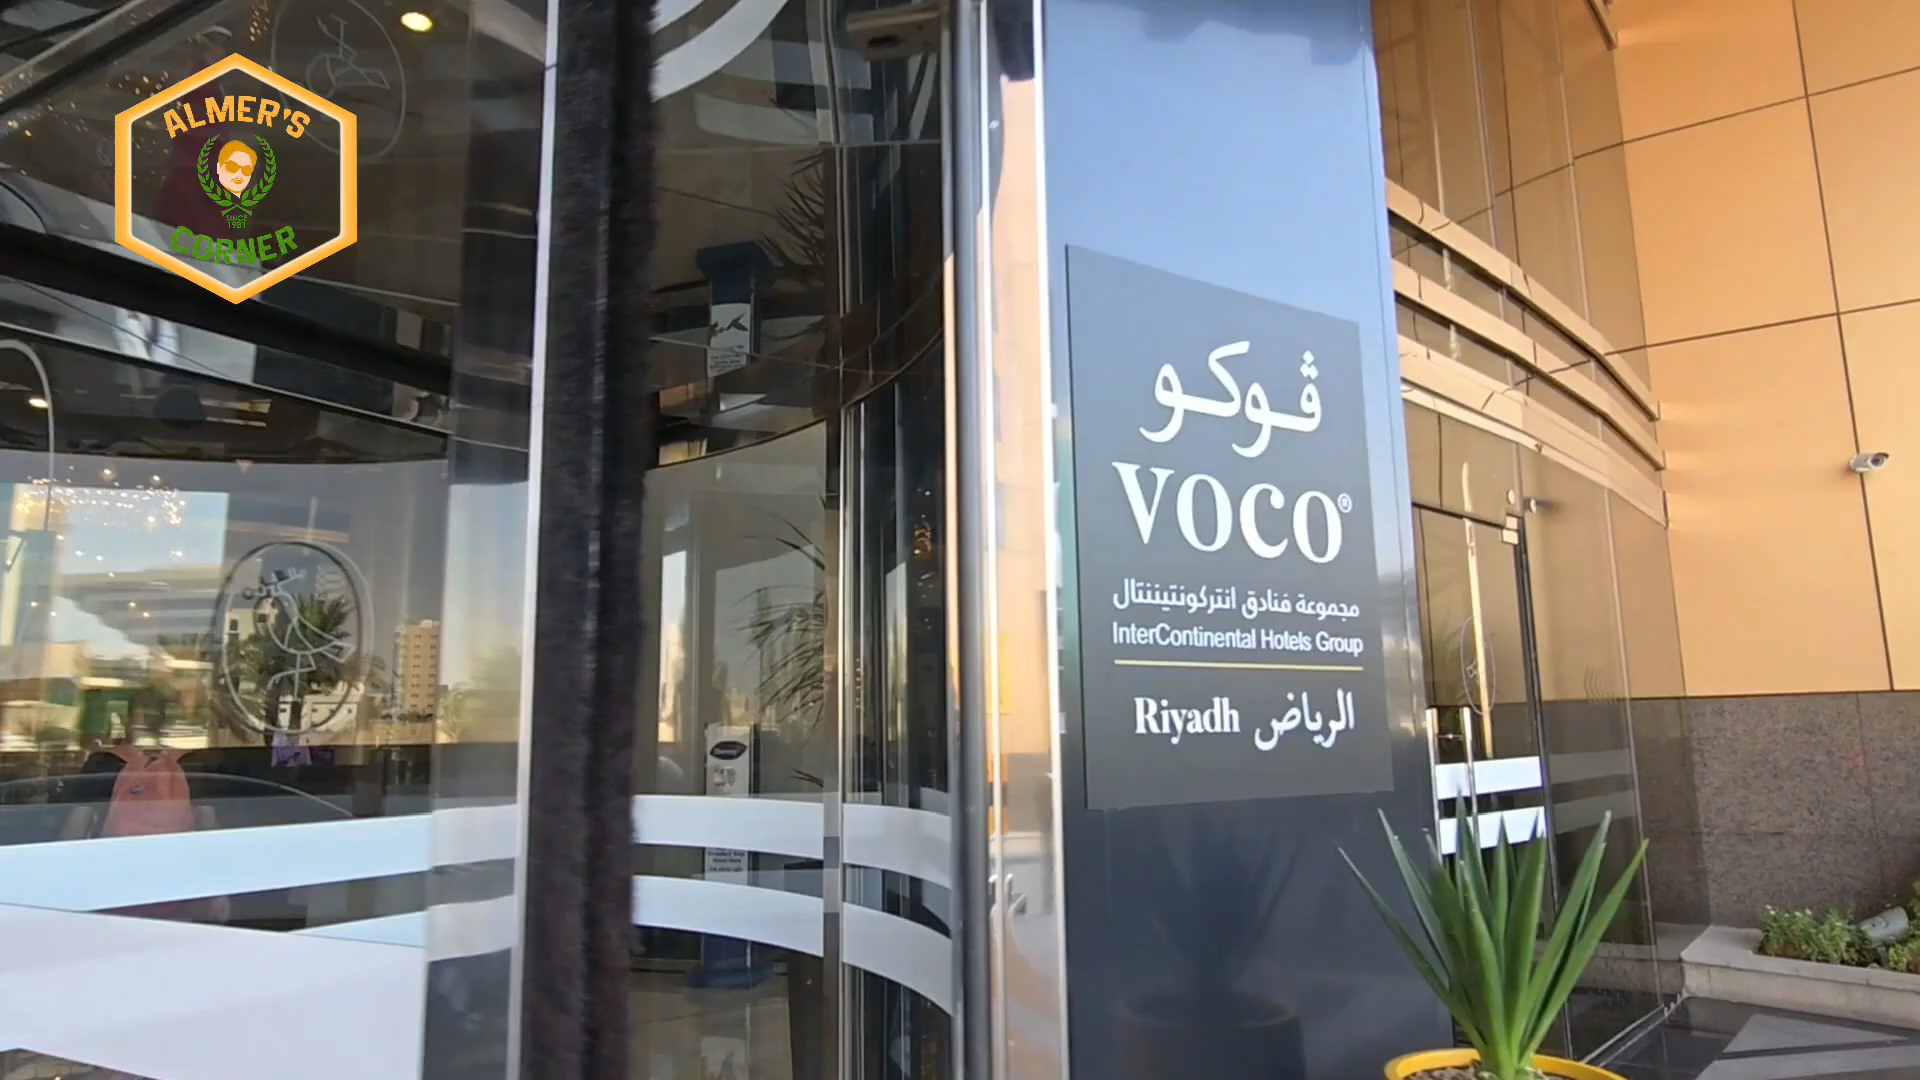 ALMER'S
SINCE
1981
CORNER
ڤوكو
VOCO®
مجموعة فنادق انتركونتيننتال
InterContinental Hotels Group
Riyadh الرياض